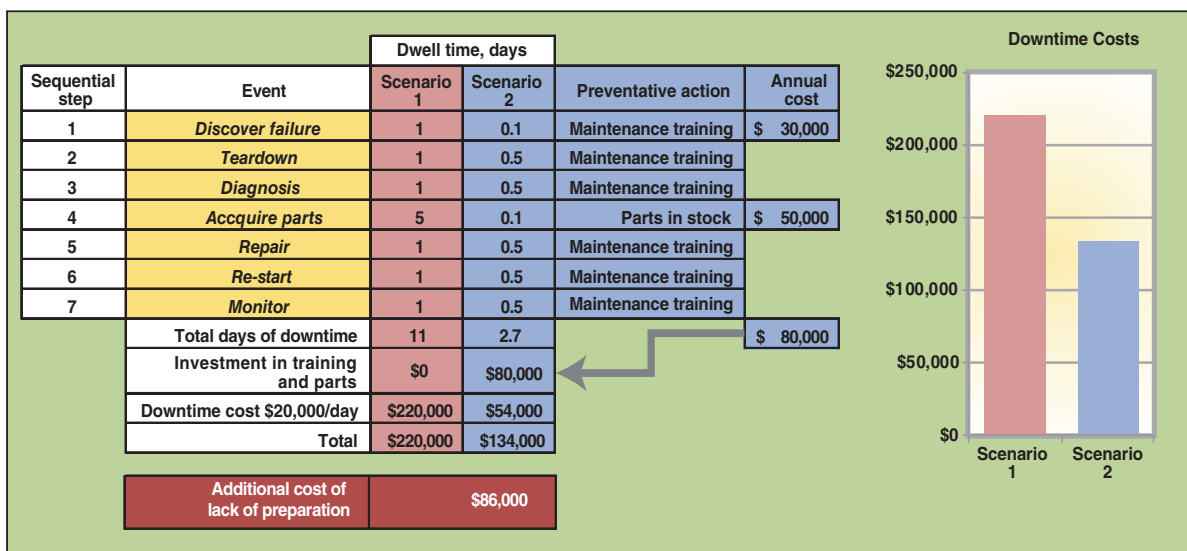 Dwell time, days
Sequential step Event Scenario 1 Scenario 2 Preventative action Annual cost
1 Discover failure 1 0.1 Maintenance training $ 30,000
2 Teardown 1 0.5 Maintenance training
3 Diagnosis 1 0.5 Maintenance training
4 Accquire parts 5 0.1 Parts in stock $ 50,000
5 Repair 1 0.5 Maintenance training
6 Re-start 1 0.5 Maintenance training
7 Monitor 1 0.5 Maintenance training
Total days of downtime 11 2.7 $ 80,000
Investment in training and parts $0 $80,000
Downtime cost $20,000/day $220,000 $54,000
Total $220,000 $134,000
Additional cost of
lack of preparation $86,000
Downtime Costs
$250,000
$200,000
$150,000
$100,000
$50,000
$0
Scenario 1
Scenario 2